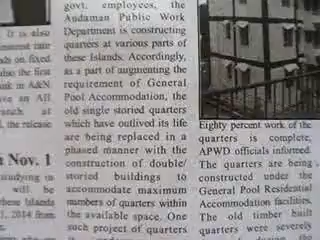 It is also
govt. employees, the
Andaman Public Work
Department is constructing
quarters at various parts of
these Islands. Accordingly,
as a part of augmenting the
requirement of General
Pool Accommodation, the
old single storied quarters
which have outlived its life
are being replaced in a
phased manner with the
construction of double/
storied buildings to
accommodate maximum
numbers of quarters within
the available space. One
such project of quarters
Eighty percent work of the
quarters is complete,
APWD officials informed.
The quarters are being
constructed under the
General Pool Residential
Accommodation facilities.
The old timber built
quarters were severely
on fixed
also the first
in A&N.
an All
at
the release
Nov. 1
studying in
will be
these Islands
2014 from